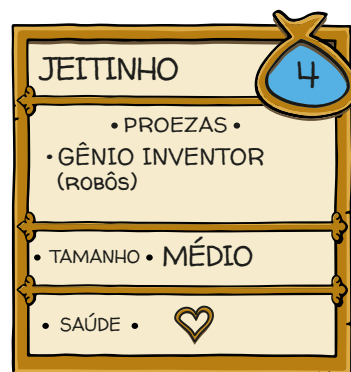 JEITINHO
4
• PROEZAS •
• GÊNIO INVENTOR
(ROBÔS)
• TAMANHO • MÉDIO
• SAÚDE •